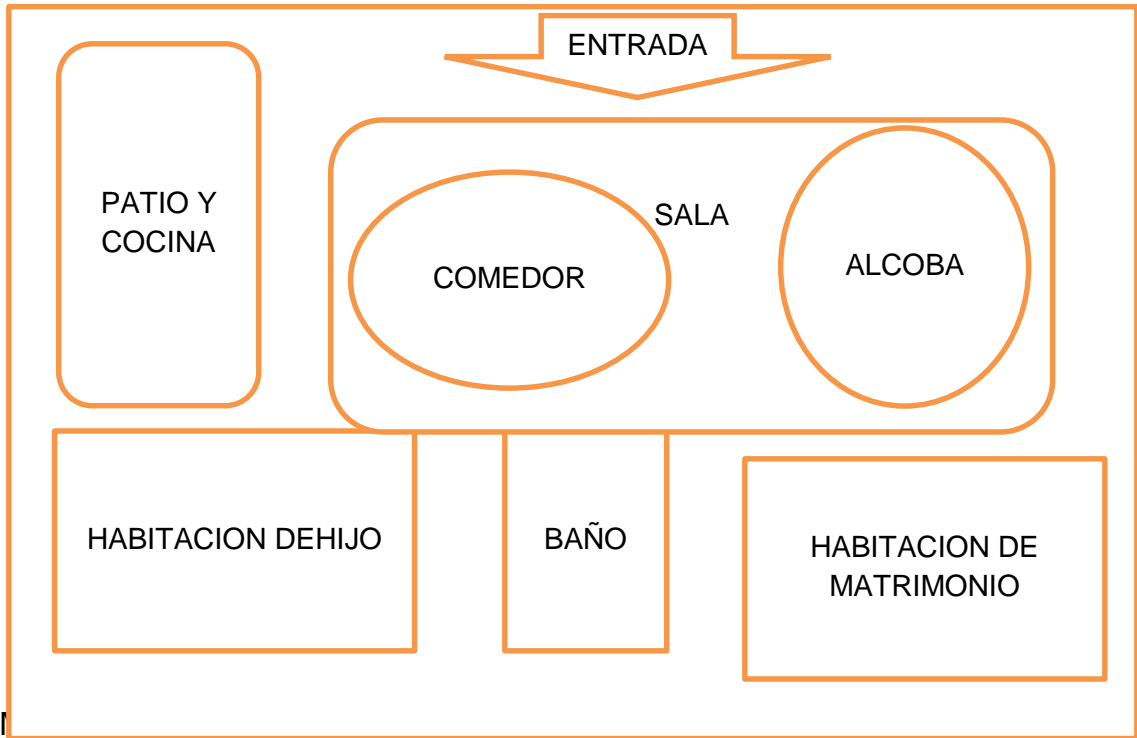 ENTRADA
PATIO Y
COCINA
SALA
COMEDOR
ALCOBA
HABITACION DEHIJO
BAÑO
HABITACION DE
MATRIMONIO